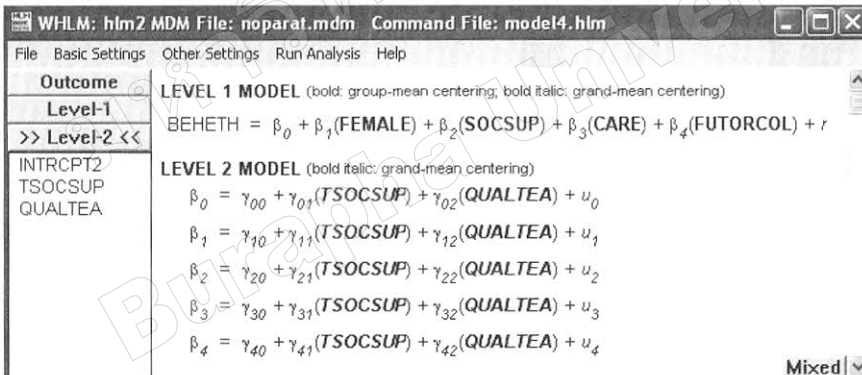 WHLM: hlm2 MDM File: noparat.mdm Command File: model4.hlm
File Basic Settings Other Settings Run Analysis Help
Outcome
Level-1
>> Level-2 <<
INTRCPT2
TSOCSUP
QUALTEA
LEVEL 1 MODEL (bold: group-mean centering; bold italic: grand-mean centering)
BEHETH = β0 + β1(FEMALE) + β2(SOCSUP) + β3(CARE) + β4(FUTORCOL) + r
LEVEL 2 MODEL (bold italic: grand-mean centering)
β0 = γ00 + γ01(TSOCSUP) + γ02(QUALTEA) + u0
β1 = γ10 + γ11(TSOCSUP) + γ12(QUALTEA) + u1
β2 = γ20 + γ21(TSOCSUP) + γ22(QUALTEA) + u2
β3 = γ30 + γ31(TSOCSUP) + γ32(QUALTEA) + u3
β4 = γ40 + γ41(TSOCSUP) + γ42(QUALTEA) + u4
Mixed
Burapha Univer